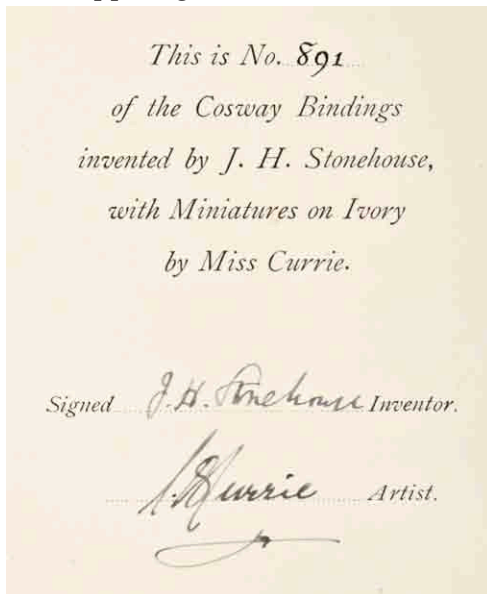 This is No. 891
of the Cosway Bindings
invented by J. H. Stonehouse,
with Miniatures on Ivory
by Miss Currie.
Signed J. H. Stonehouse Inventor.
Currie Artist.